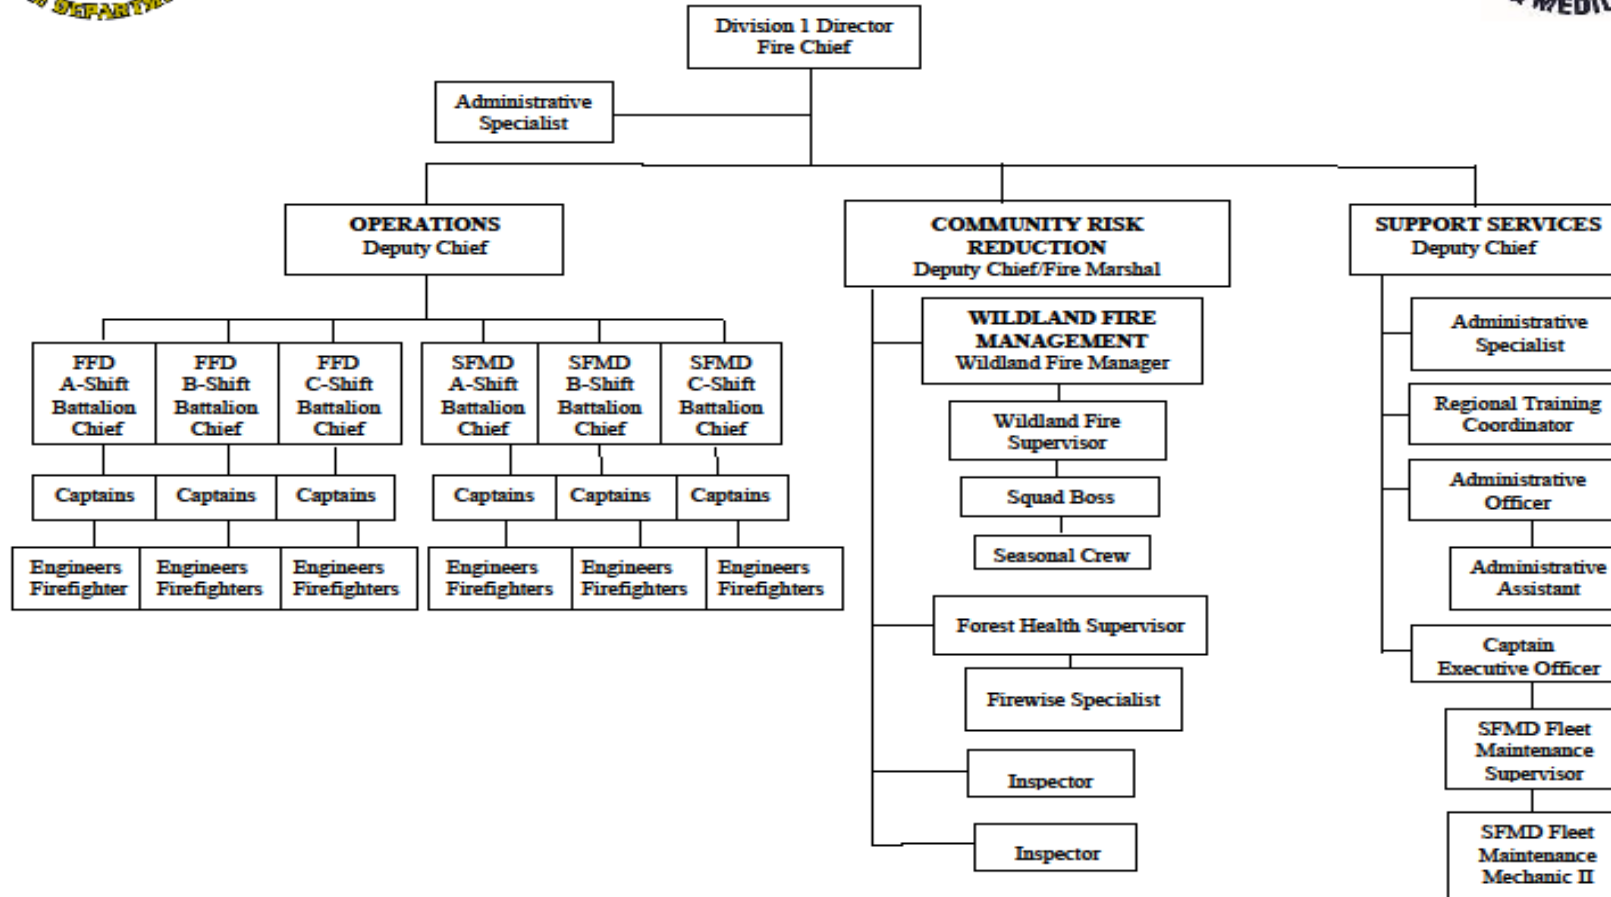 DEPARTM
MEDIC
Division 1 Director
Fire Chief
Administrative
Specialist
OPERATIONS
Deputy Chief
COMMUNITY RISK
REDUCTION
Deputy Chief/Fire Marshal
SUPPORT SERVICES
Deputy Chief
FFD
A-Shift
Battalion
Chief
FFD
B-Shift
Battalion
Chief
FFD
C-Shift
Battalion
Chief
SFMD
A-Shift
Battalion
Chief
SFMD
B-Shift
Battalion
Chief
SFMD
C-Shift
Battalion
Chief
Captains
Captains
Captains
Captains
Captains
Captains
Engineers
Firefighter
Engineers
Firefighters
Engineers
Firefighters
Engineers
Firefighters
Engineers
Firefighters
Engineers
Firefighters
WILDLAND FIRE
MANAGEMENT
Wildland Fire Manager
Wildland Fire
Supervisor
Squad Boss
Seasonal Crew
Forest Health Supervisor
Firewise Specialist
Inspector
Inspector
Administrative
Specialist
Regional Training
Coordinator
Administrative
Officer
Administrative
Assistant
Captain
Executive Officer
SFMD Fleet
Maintenance
Supervisor
SFMD Fleet
Maintenance
Mechanic II